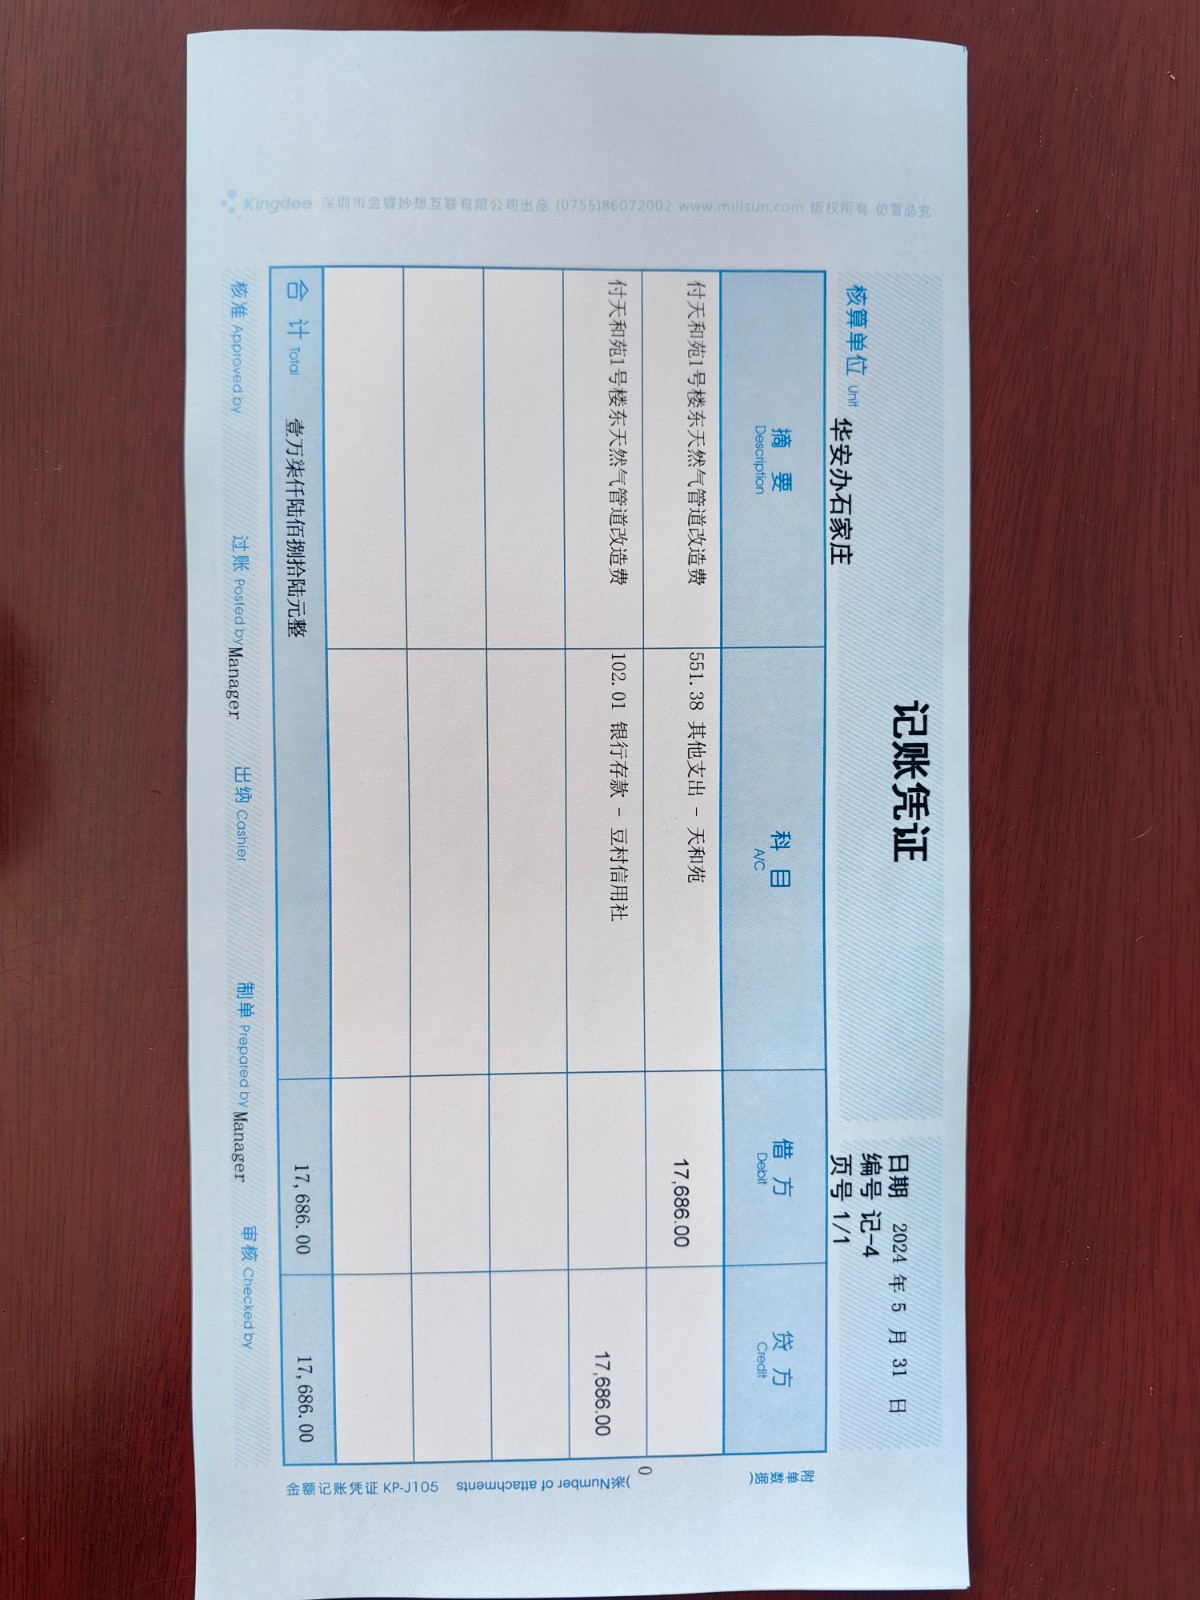 记账凭证
日期 2024 年 5 月 31 日
编号 记-4
核算单位 Unit 华安办石家庄
页号 1/1
摘 要 科 目 借 方 贷 方
Description A/C Debit Credit
付天和苑1号楼东天然气管道改造费 551.38 其他支出 - 天和苑 17,686.00
付天和苑1号楼东天然气管道改造费 102.01 银行存款 - 豆村信用社 17,686.00
合 计 Total 壹万柒仟陆佰捌拾陆元整 17,686.00 17,686.00
核准 Approved by 过账 Posted by Manager 出纳 Cashier 制单 Prepared by Manager 审核 Checked by
附单据数(
0
张 Number of attachments)
金额记账凭证 KP-J105
Kingdee 深圳市金蝶妙想互联有限公司出品 (0755)86072002 www.milisun.com 版权所有 仿冒必究